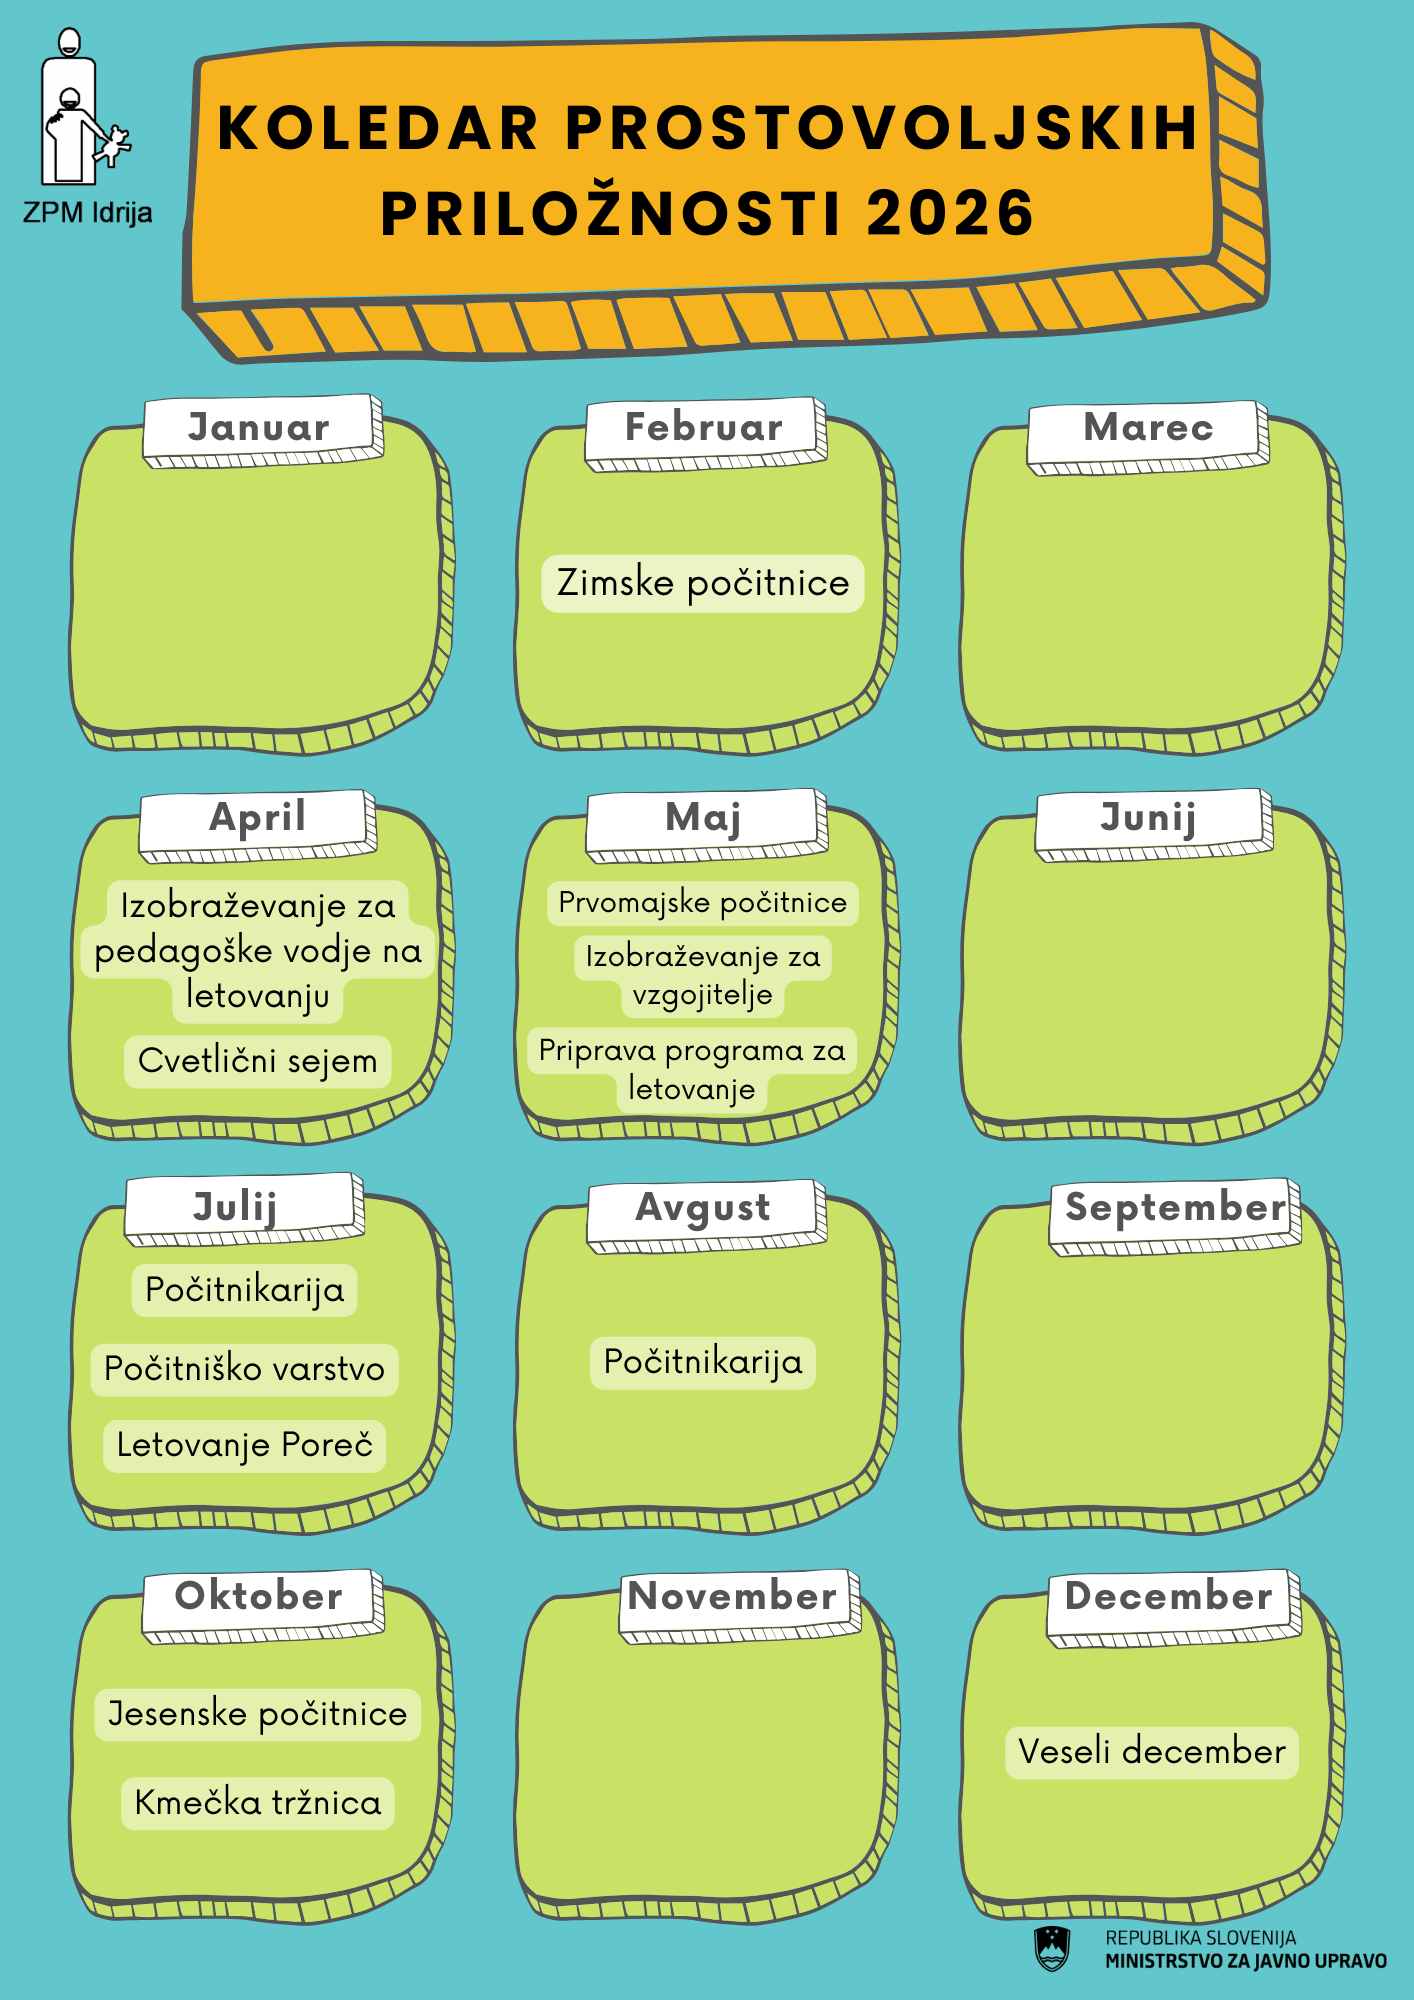 ZPM Idrija
KOLEDAR PROSTOVOLJSKIH
PRILOŽNOSTI 2026
Januar
Februar
Zimske počitnice
Marec
April
Izobraževanje za
pedagoške vodje na
letovanju
Cvetlični sejem
Maj
Prvomajske počitnice
Izobraževanje za
vzgojitelje
Priprava programa za
letovanje
Junij
Julij
Počitnikarija
Počitniško varstvo
Letovanje Poreč
Avgust
Počitnikarija
September
Oktober
Jesenske počitnice
Kmečka tržnica
November
December
Veseli december
REPUBLIKA SLOVENIJA
MINISTRSTVO ZA JAVNO UPRAVO